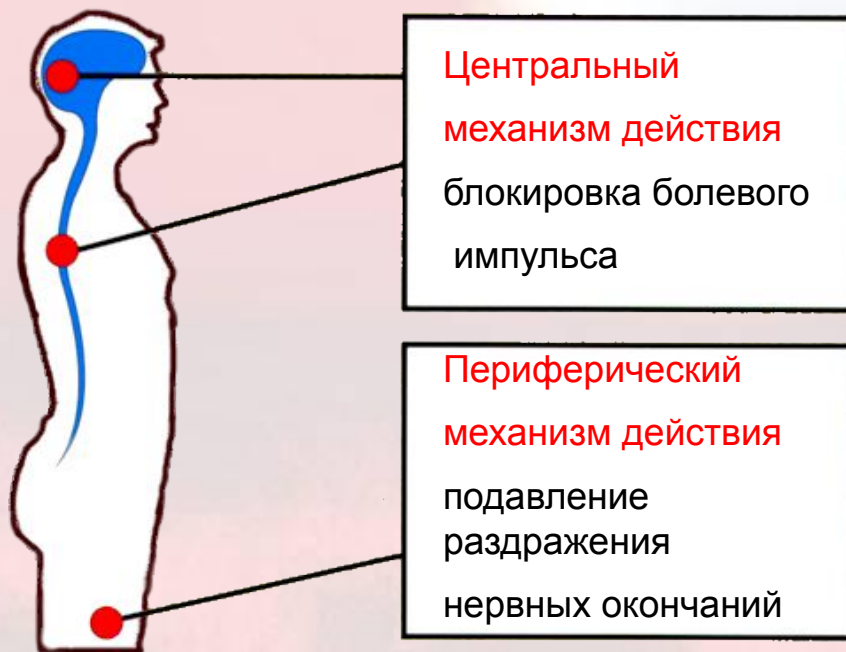 Центральный
механизм действия
блокировка болевого
импульса
Периферический
механизм действия
подавление
раздражения
нервных окончаний